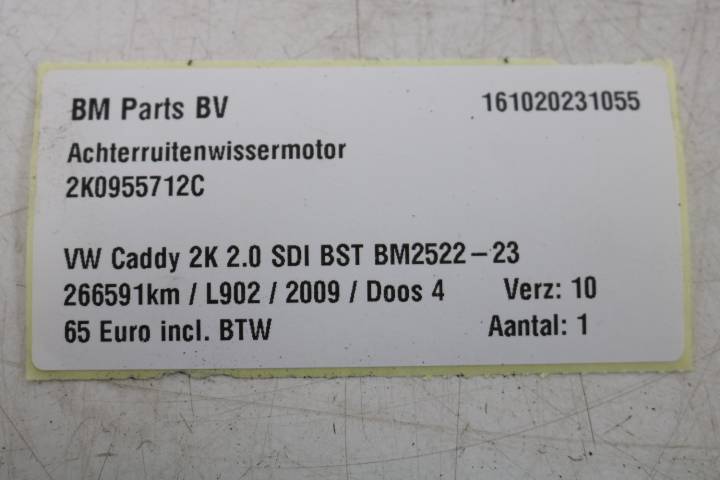 BM Parts BV 161020231055
Achterruitenwissermotor
2K0955712C
VW Caddy 2K 2.0 SDI BST BM2522-23
266591km / L902 / 2009 / Doos 4 Verz: 10
65 Euro incl. BTW Aantal: 1